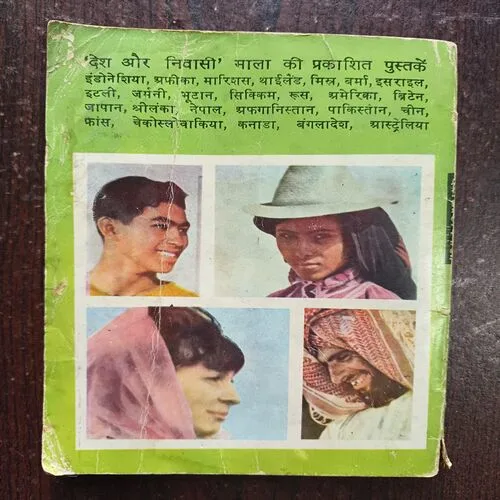 'देश और निवासी' माला की प्रकाशित पुस्तकें
इंडोनेशिया, अफ्रीका, मारिशस, थाईलैंड, मिस्र, बर्मा, इसराइल,
इटली, जर्मनी, भूटान, सिक्किम, रूस, अमेरिका, ब्रिटेन,
जापान, श्रीलंका, नेपाल, अफगानिस्तान, पाकिस्तान, चीन,
फ्रांस, चेकोस्लोवाकिया, कनाडा, बंगलादेश, आस्ट्रेलिया